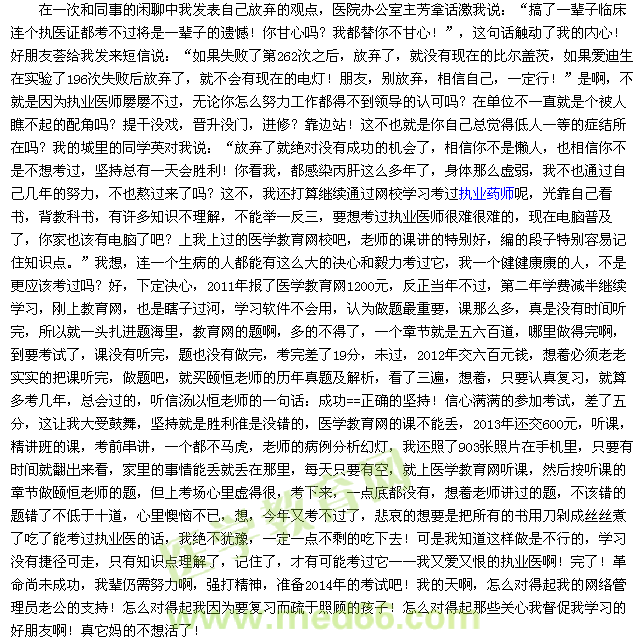 在一次和同事的闲聊中我发表自己放弃的观点，医院办公室主芳拿话激我说：“搞了一辈子临床
连个执医证都考不过将是一辈子的遗憾！你甘心吗？我都替你不甘心！”，这句话触动了我的内心！
好朋友荟给我发来短信说：“如果失败了第262次之后，放弃了，就没有现在的比尔盖茨，如果爱迪生
在实验了196次失败后放弃了，就不会有现在的电灯！朋友，别放弃，相信自己，一定行！”是啊，不
就是因为执业医师屡屡不过，无论你怎么努力工作都得不到领导的认可吗？在单位不一直就是个被人
瞧不起的配角吗？提干没戏，晋升没门，进修？靠边站！这不也就是你自己总觉得低人一等的症结所
在吗？我的城里的同学英对我说：“放弃了就绝对没有成功的机会了，相信你不是懒人，也相信你不
是不想考过，坚持总有一天会胜利！你看我，都感染丙肝这么多年了，身体那么虚弱，我不也通过自
己几年的努力，不也熬过来了吗？这不，我还打算继续通过网校学习考过执业药师呢，光靠自己看
书，背教科书，有许多知识不理解，不能举一反三，要想考过执业医师很难很难的，现在电脑普及
了，你家也该有电脑了吧？上我上过的医学教育网校吧，老师的课讲的特别好，编的段子特别容易记
住知识点。”我想，连一个生病的人都能有这么大的决心和毅力考过它，我一个健健康康的人，不是
更应该考过吗？好，下定决心，2011年报了医学教育网1200元，反正当年不过，第二年学费减半继续
学习，刚上教育网，也是瞎子过河，学习软件不会用，认为做题最重要，课那么多，真是没有时间听
完，所以就一头扎进题海里，教育网的题啊，多的不得了，一个章节就是五六百道，哪里做得完啊，
到要考试了，课没有听完，题也没有做完，考完差了19分，未过，2012年交六百元钱，想着必须老老
实实的把课听完，做题吧，就买颐恒老师的历年真题及解析，看了三遍，想着，只要认真复习，就算
多考几年，总会过的，听信汤以恒老师的一句话：成功==正确的坚持！信心满满的参加考试，差了五
分，这让我大受鼓舞，坚持就是胜利准是没错的，医学教育网的课不能丢，2013年还交600元，听课，
精讲班的课，考前串讲，一个都不马虎，老师的病例分析幻灯，我还照了903张照片在手机里，只要有
时间就翻出来看，家里的事情能丢就丢在那里，每天只要有空，就上医学教育网听课，然后按听课的
章节做颐恒老师的题，但上考场心里虚得很，考下来，一点底都没有，想着老师讲过的题，不该错的
题错了不低于十道，心里懊恼不已，想，今年又考不过了，悲哀的想要是把所有的书用刀剁成丝丝煮
了吃了能考过执业医的话，我绝不犹豫，一定一点不剩的吃下去！可是我知道这样做是不行的，学习
没有捷径可走，只有知识点理解了，记住了，才有可能考过它——我又爱又恨的执业医啊！完了！革
命尚未成功，我辈仍需努力啊，强打精神，准备2014年的考试吧！我的天啊，怎么对得起我的网络管
理员老公的支持！怎么对得起我因为要复习而疏于照顾的孩子！怎么对得起那些关心我督促我学习的
好朋友啊！真它妈的不想活了！
医学教育网
www.med66.com